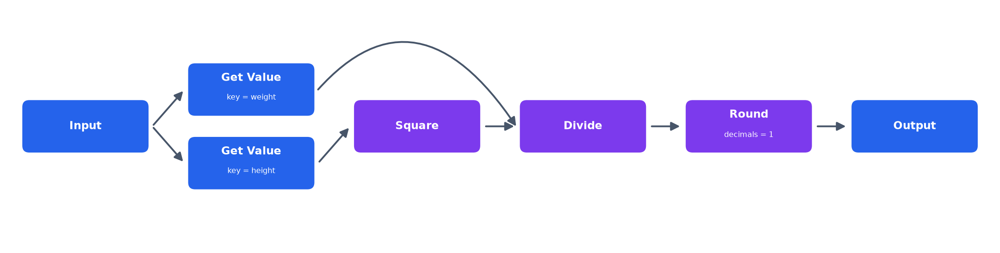 Input
Get Value
key = weight
Get Value
key = height
Square
Divide
Round
decimals = 1
Output